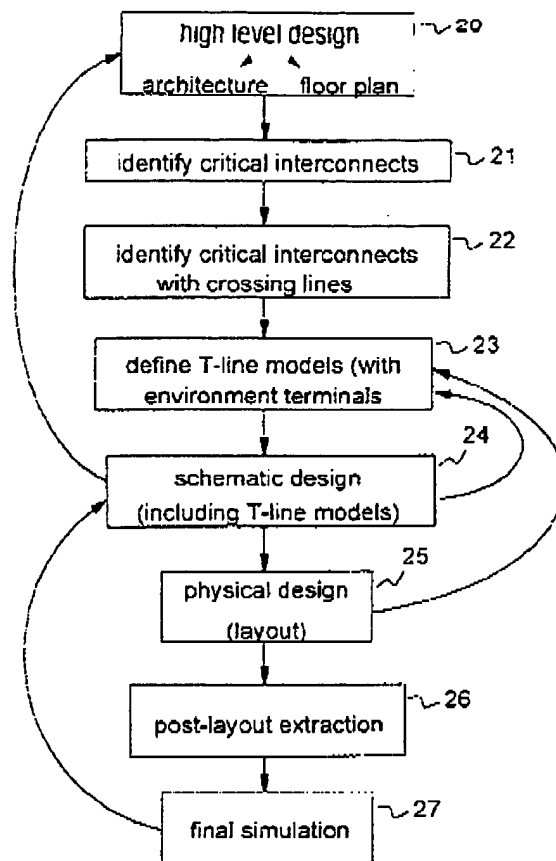 high level design
20
architecture floor plan
identify critical interconnects
21
identify critical interconnects
with crossing lines
22
define T-line models (with
environment terminals
23
schematic design
(including T-line models)
24
physical design
(layout)
25
post-layout extraction
26
final simulation
27